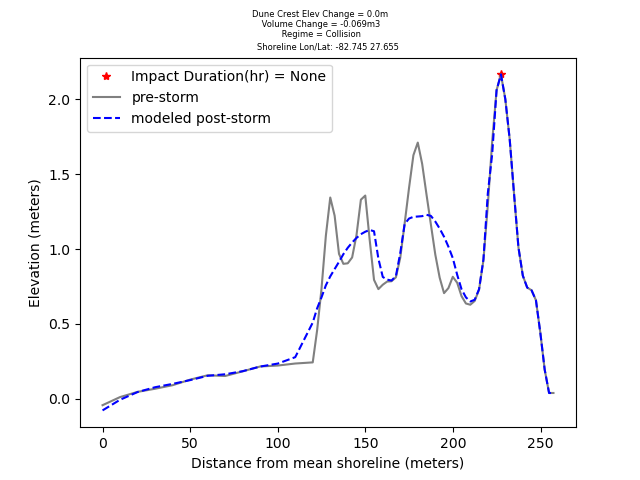 Dune Crest Elev Change = 0.0m
Volume Change = -0.069m3
Regime = Collision
Shoreline Lon/Lat: -82.745 27.655
Impact Duration(hr) = None
pre-storm
modeled post-storm
Elevation (meters)
2.0
1.5
1.0
0.5
0.0
0 50 100 150 200 250
Distance from mean shoreline (meters)